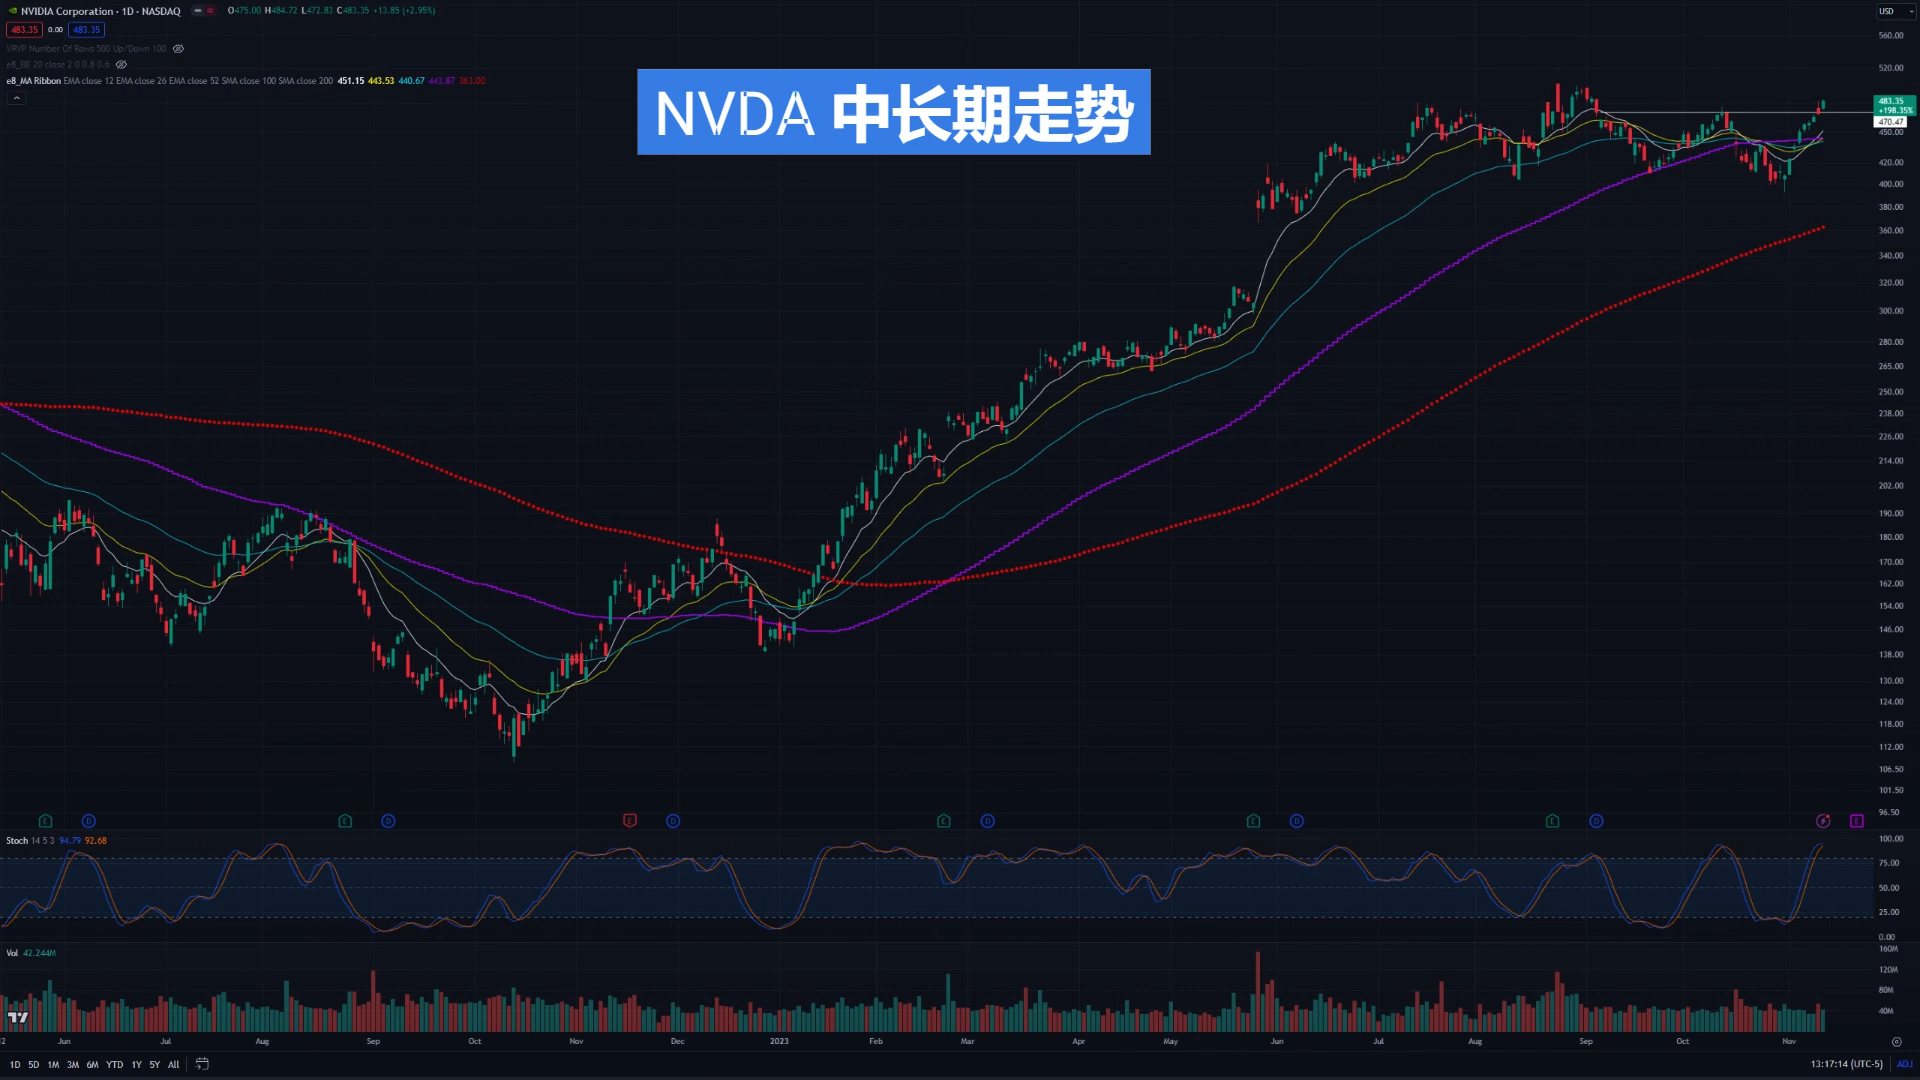 NVIDIA Corporation · 1D · NASDAQ O475.00 H484.72 L472.83 C483.35 +13.85 (+2.95%)
483.35 0.00 483.35
VRVP Number Of Rows 500 Up/Down 100
e8_BB 20 close 2 0 0.8 0.6
e8_MA Ribbon EMA close 12 EMA close 26 EMA close 52 SMA close 100 SMA close 200 451.15 443.53 440.67 443.87 363.00
NVDA 中长期走势
USD
560.00
520.00
483.35
+198.35%
470.47
450.00
420.00
400.00
380.00
360.00
340.00
320.00
300.00
280.00
265.00
250.00
238.00
226.00
214.00
202.00
190.00
180.00
170.00
162.00
154.00
146.00
138.00
130.00
124.00
118.00
112.00
106.50
101.50
96.50
E D E D E D E D E D E D E
Stoch 14 5 3 94.79 92.68
100.00
75.00
50.00
25.00
0.00
Vol 42.244M
160M
120M
80M
40M
2 Jun Jul Aug Sep Oct Nov Dec 2023 Feb Mar Apr May Jun Jul Aug Sep Oct Nov
1D 5D 1M 3M 6M YTD 1Y 5Y All 13:17:14 (UTC-5) ADJ